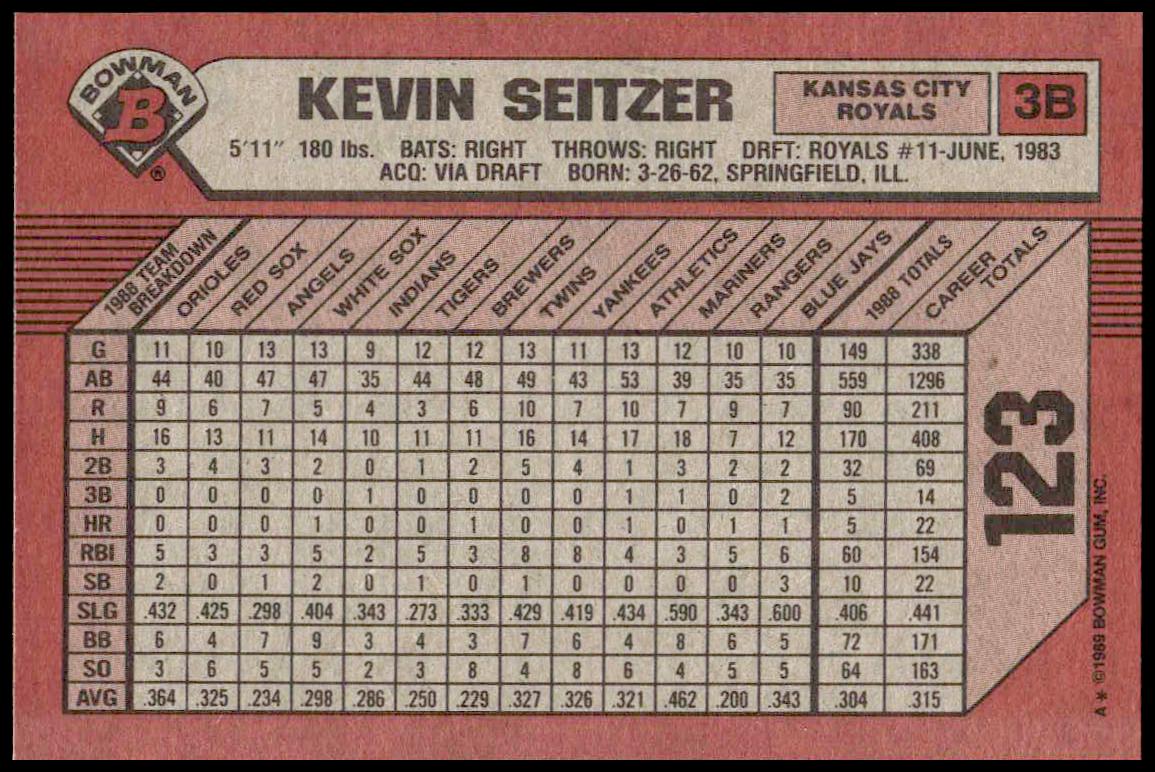 BOWMAN
B
®
KEVIN SEITZER
KANSAS CITY
ROYALS
3B
5'11" 180 lbs. BATS: RIGHT THROWS: RIGHT DRFT: ROYALS #11-JUNE, 1983
ACQ: VIA DRAFT BORN: 3-26-62, SPRINGFIELD, ILL.
1988 TEAM BREAKDOWN ORIOLES RED SOX ANGELS WHITE SOX INDIANS TIGERS BREWERS TWINS YANKEES ATHLETICS MARINERS RANGERS BLUE JAYS 1988 TOTALS CAREER TOTALS
G 11 10 13 13 9 12 12 13 11 13 12 10 10 149 338
AB 44 40 47 47 35 44 48 49 43 53 39 35 35 559 1296
R 9 6 7 5 4 3 6 10 7 10 7 9 7 90 211
H 16 13 11 14 10 11 11 16 14 17 18 7 12 170 408
2B 3 4 3 2 0 1 2 5 4 1 3 2 2 32 69
3B 0 0 0 0 1 0 0 0 0 1 1 0 2 5 14
HR 0 0 0 1 0 0 1 0 0 1 0 1 1 5 22
RBI 5 3 3 5 2 5 3 8 8 4 3 5 6 60 154
SB 2 0 1 2 0 1 0 1 0 0 0 0 3 10 22
SLG .432 .425 .298 .404 .343 .273 .333 .429 .419 .434 .590 .343 .600 .406 .441
BB 6 4 7 9 3 4 3 7 6 4 8 6 5 72 171
SO 3 6 5 5 2 3 8 4 8 6 4 5 5 64 163
AVG .364 .325 .234 .298 .286 .250 .229 .327 .326 .321 .462 .200 .343 .304 .315
123
A * ©1989 BOWMAN GUM, INC.